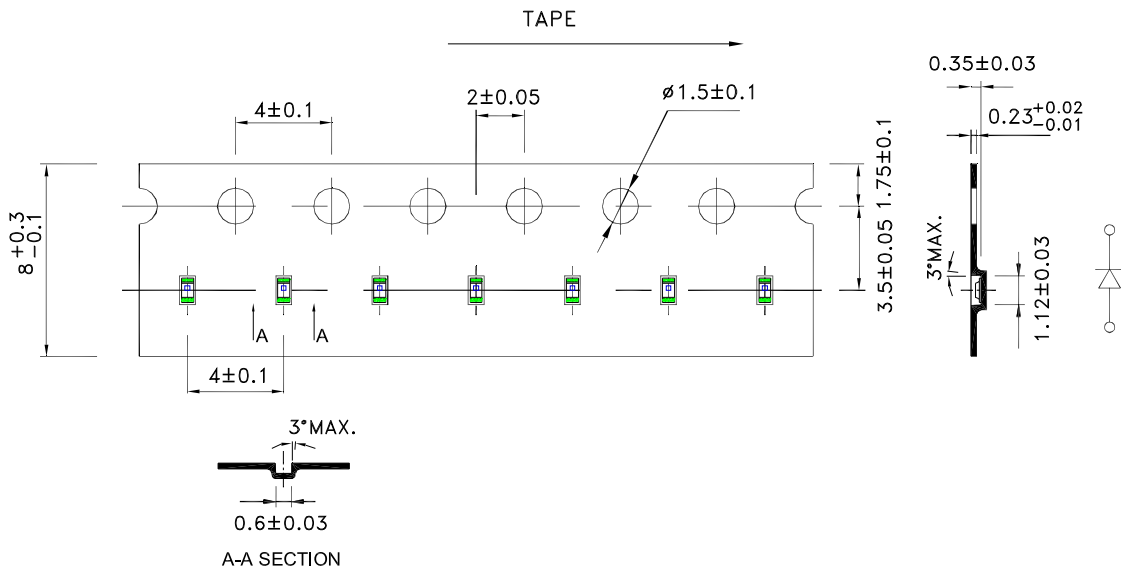 TAPE
0.35±0.03
4±0.1
2±0.05
ø1.5±0.1
0.23+0.02
-0.01
1.75±0.1
8+0.3
-0.1
3.5±0.05
3°MAX.
1.12±0.03
A
A
4±0.1
3°MAX.
0.6±0.03
A-A SECTION